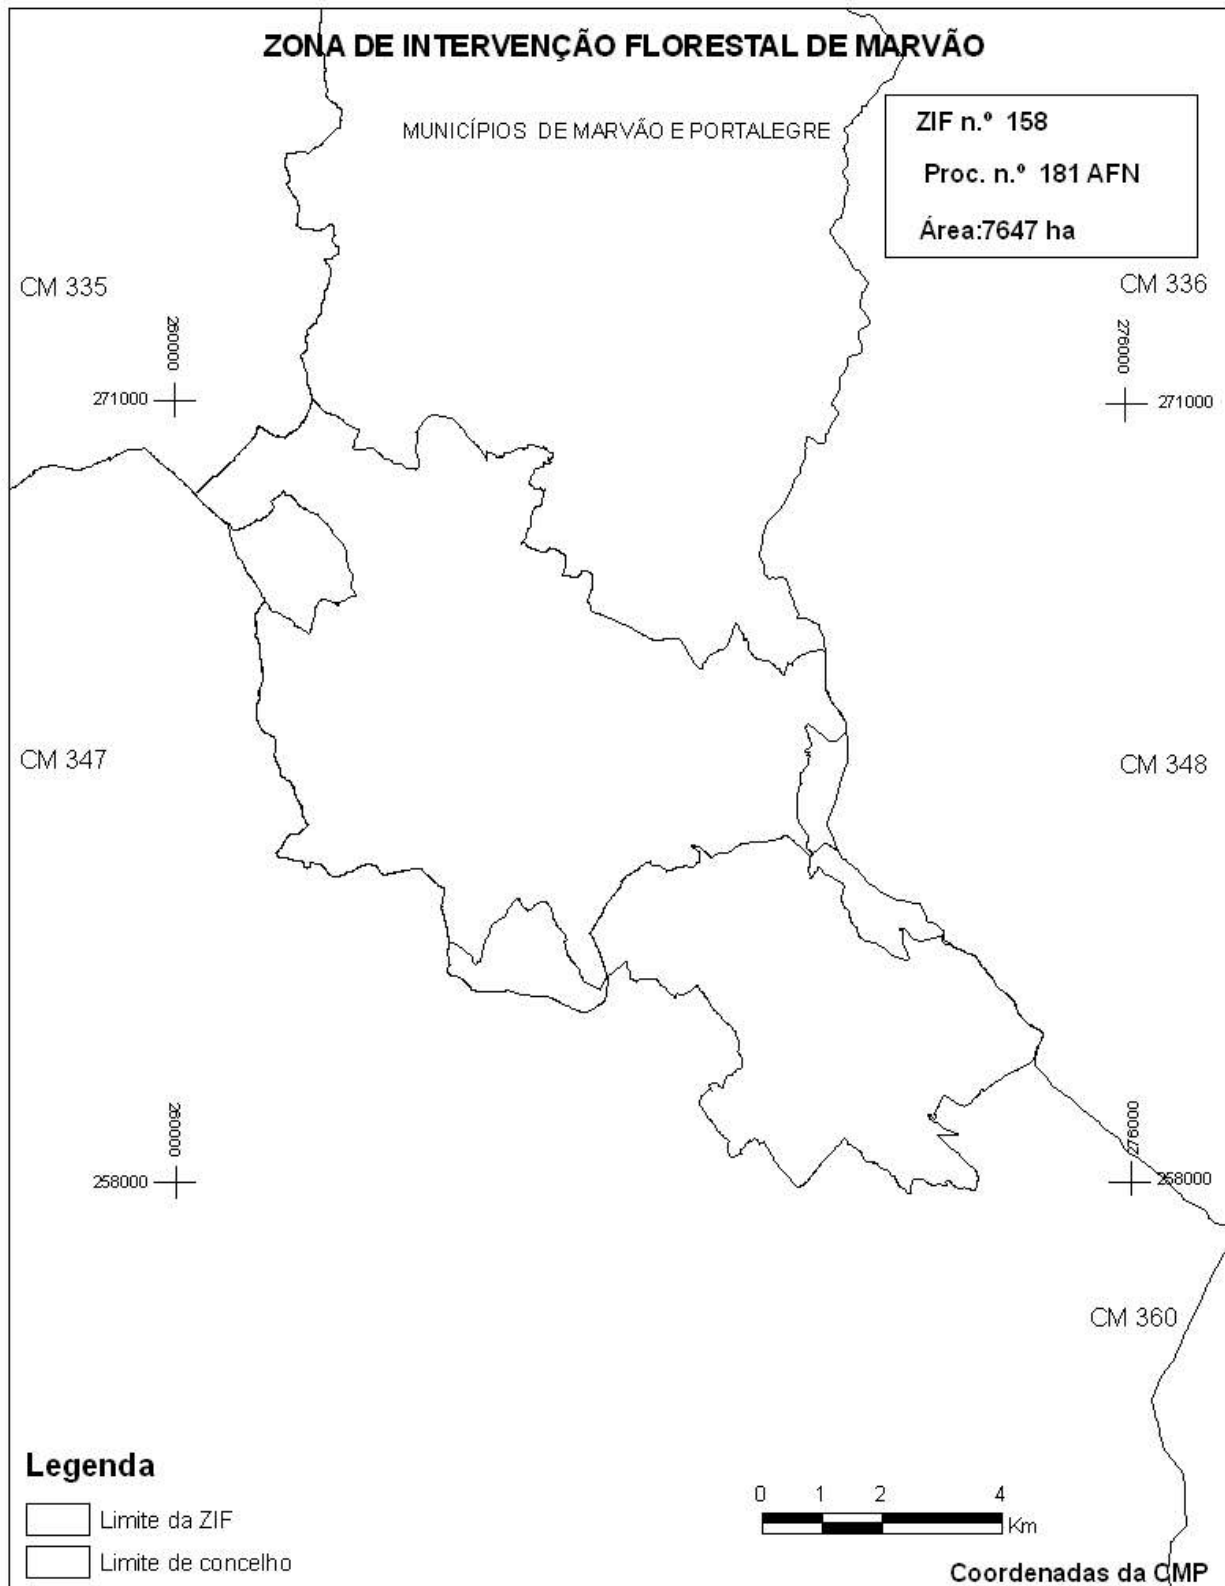 ZONA DE INTERVENÇÃO FLORESTAL DE MARVÃO
MUNICÍPIOS DE MARVÃO E PORTALEGRE
ZIF n.º 158
Proc. n.º 181 AFN
Área:7647 ha
CM 335
CM 336
260000
276000
271000
271000
CM 347
CM 348
260000
276000
258000
258000
CM 360
Legenda
Limite da ZIF
Limite de concelho
0 1 2 4
Km
Coordenadas da CMP